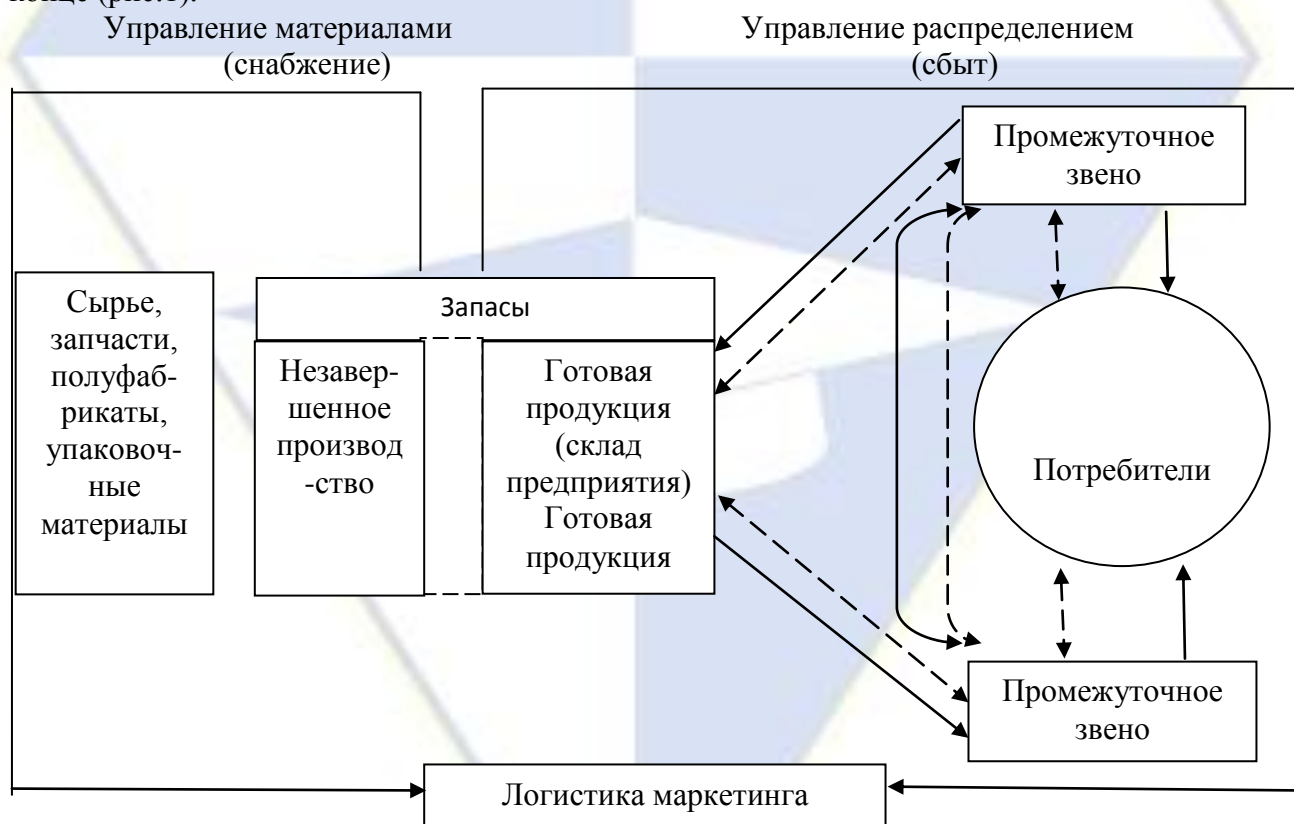 конце (рис.1).
Управление материалами
(снабжение)
Управление распределением
(сбыт)
Промежуточное
звено
Сырье,
запчасти,
полуфаб-
рикаты,
упаковоч-
ные
материалы
Запасы
Незавер-
шенное
производ
-ство
Готовая
продукция
(склад
предприятия)
Готовая
продукция
Потребители
Промежуточное
звено
Логистика маркетинга